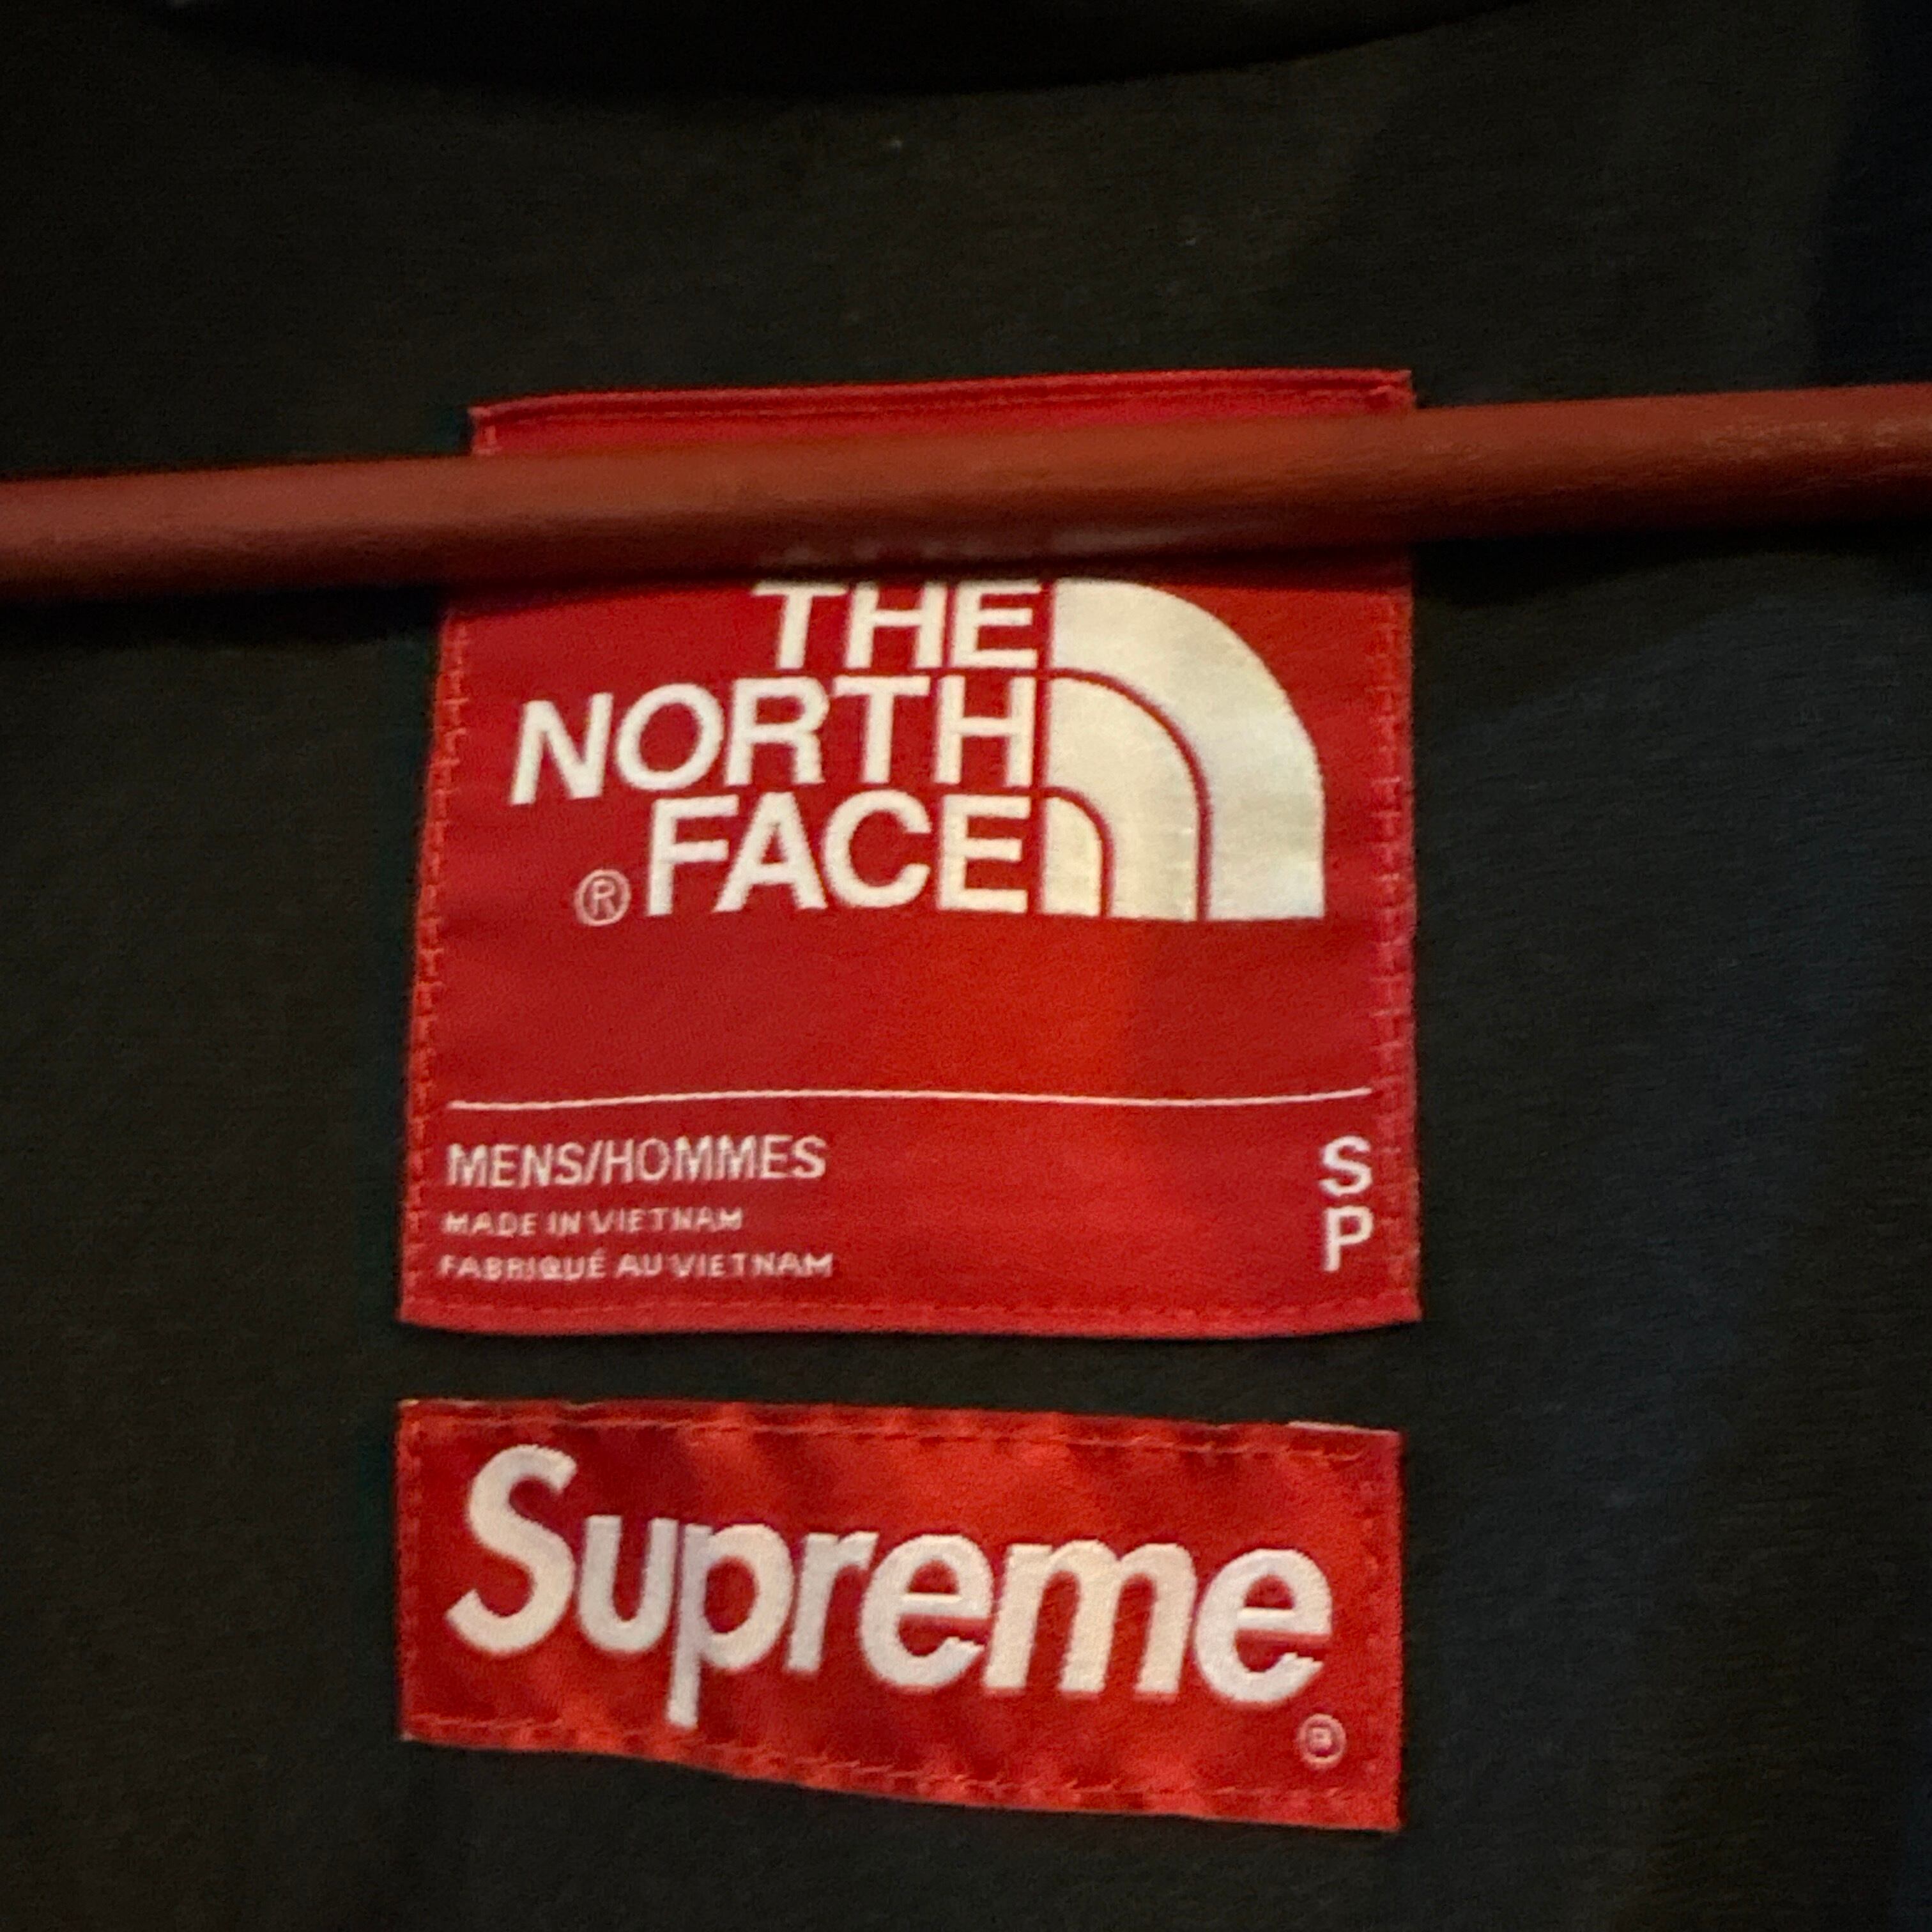 THE
NORTH
® FACE
MENS/HOMMES S
MADE IN VIETNAM P
FABRIQUÉ AU VIETNAM
Supreme
®